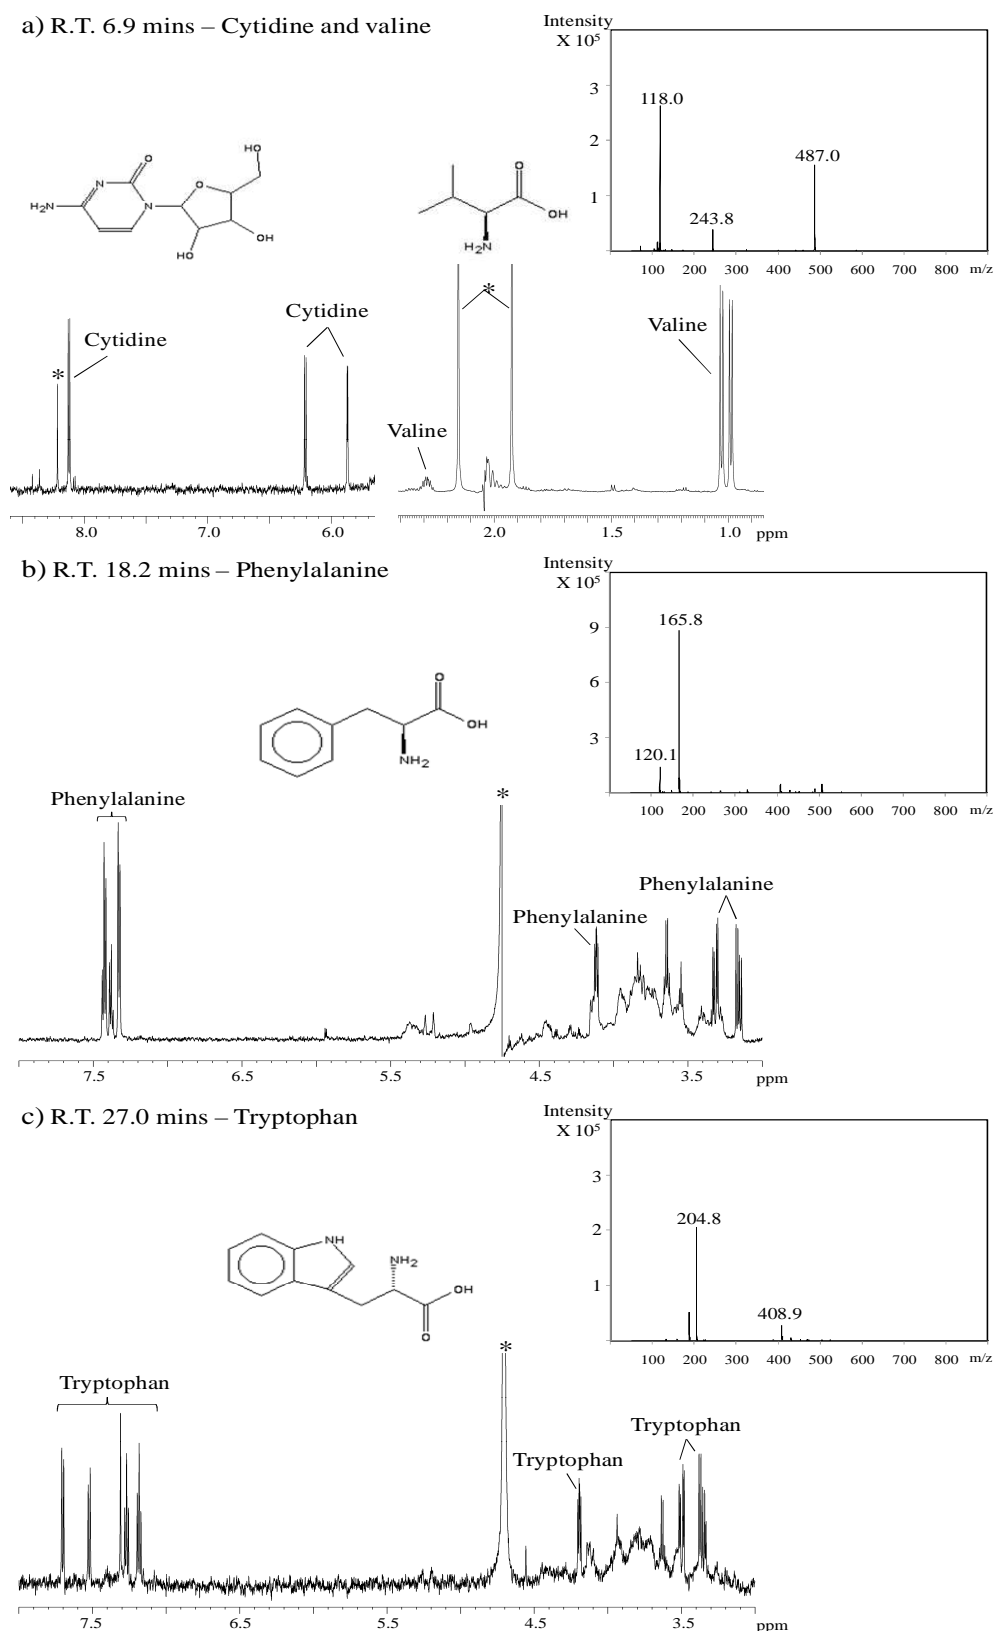 a) R.T. 6.9 mins – Cytidine and valine
Intensity
X 10⁵
3
2
1
118.0
243.8
487.0
100 200 300 400 500 600 700 800 m/z
H₂N
N
O
N
O
HO
OH
HO
O
OH
H₂N
Cytidine
*
Cytidine
*
Valine
Valine
8.0 7.0 6.0
2.0 1.5 1.0 ppm
b) R.T. 18.2 mins – Phenylalanine
Intensity
X 10⁵
9
6
3
165.8
120.1
100 200 300 400 500 600 700 800 m/z
O
OH
NH₂
Phenylalanine
*
Phenylalanine
Phenylalanine
7.5 6.5 5.5 4.5 3.5 ppm
c) R.T. 27.0 mins – Tryptophan
Intensity
X 10⁵
3
2
1
204.8
408.9
100 200 300 400 500 600 700 800 m/z
NH
NH₂
OH
O
Tryptophan
*
Tryptophan
Tryptophan
7.5 6.5 5.5 4.5 3.5 ppm